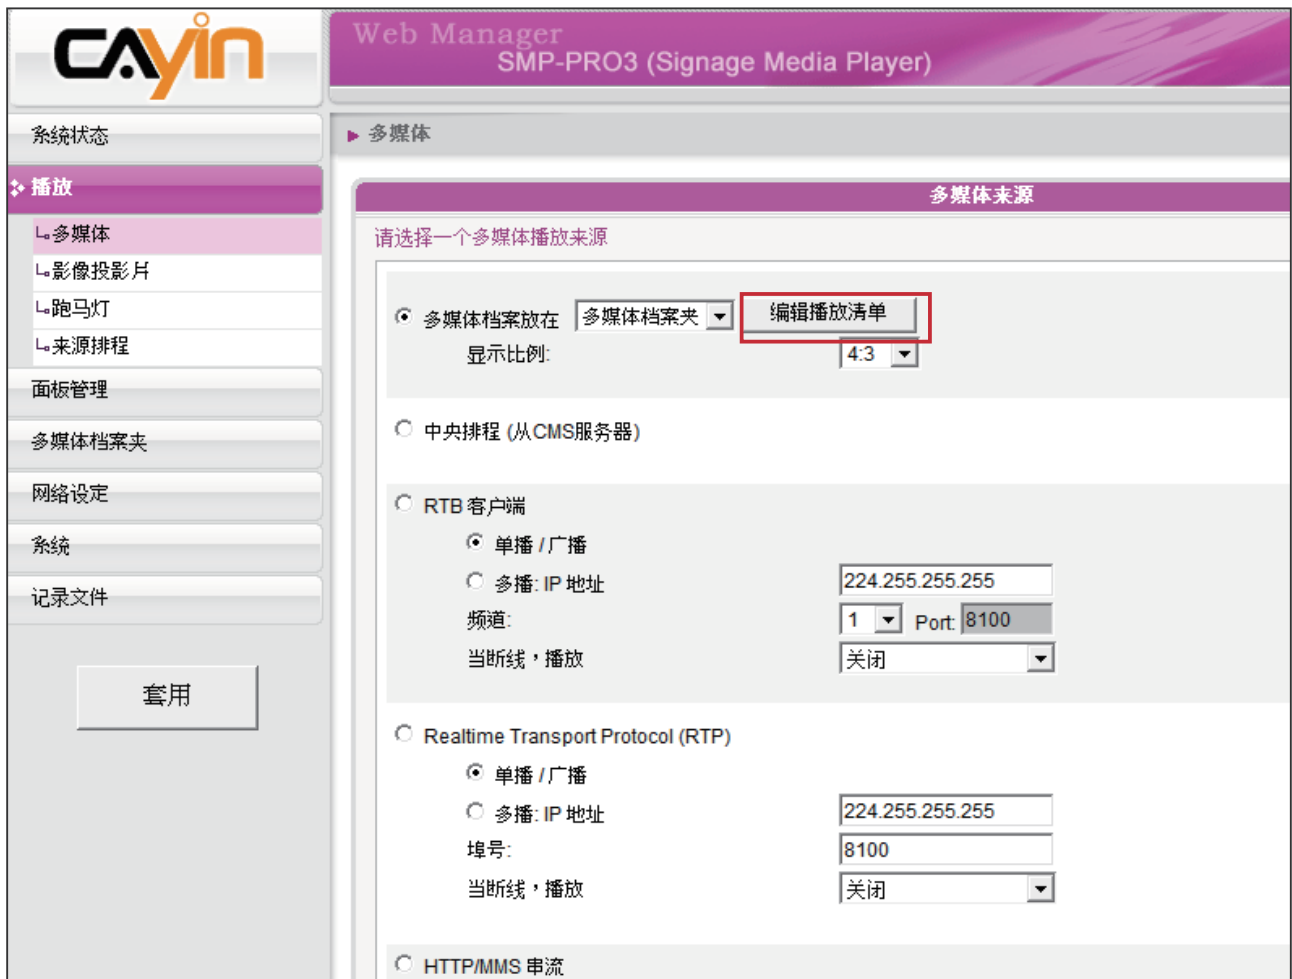 CAYIN
Web Manager
SMP-PRO3 (Signage Media Player)
系统状态
播放
多媒体
影像投影片
跑马灯
来源排程
面板管理
多媒体档案夹
网络设定
系统
记录文件
套用
多媒体
多媒体来源
请选择一个多媒体播放来源
多媒体档案放在 多媒体档案夹 编辑播放清单
显示比例: 4:3
中央排程 (从CMS服务器)
RTB 客户端
单播 / 广播
多播: IP 地址 224.255.255.255
频道: 1 Port: 8100
当断线，播放 关闭
Realtime Transport Protocol (RTP)
单播 / 广播
多播: IP 地址 224.255.255.255
埠号: 8100
当断线，播放 关闭
HTTP/MMS 串流